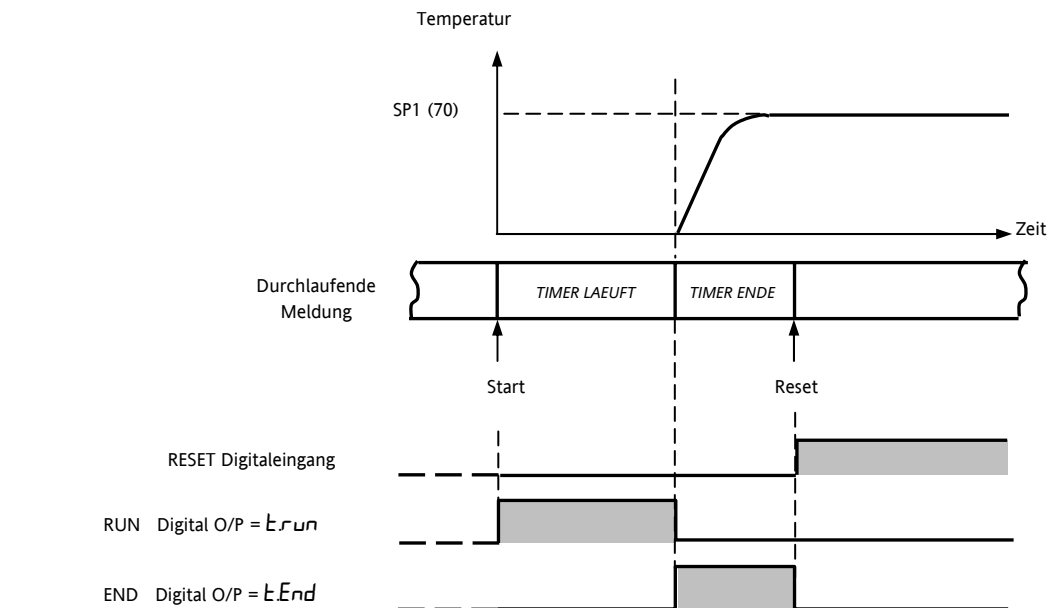 Temperatur
SP1 (70)
Zeit
Durchlaufende
Meldung
TIMER LAEUFT
TIMER ENDE
Start
Reset
RESET Digitaleingang
RUN Digital O/P = t.run
END Digital O/P = t.End